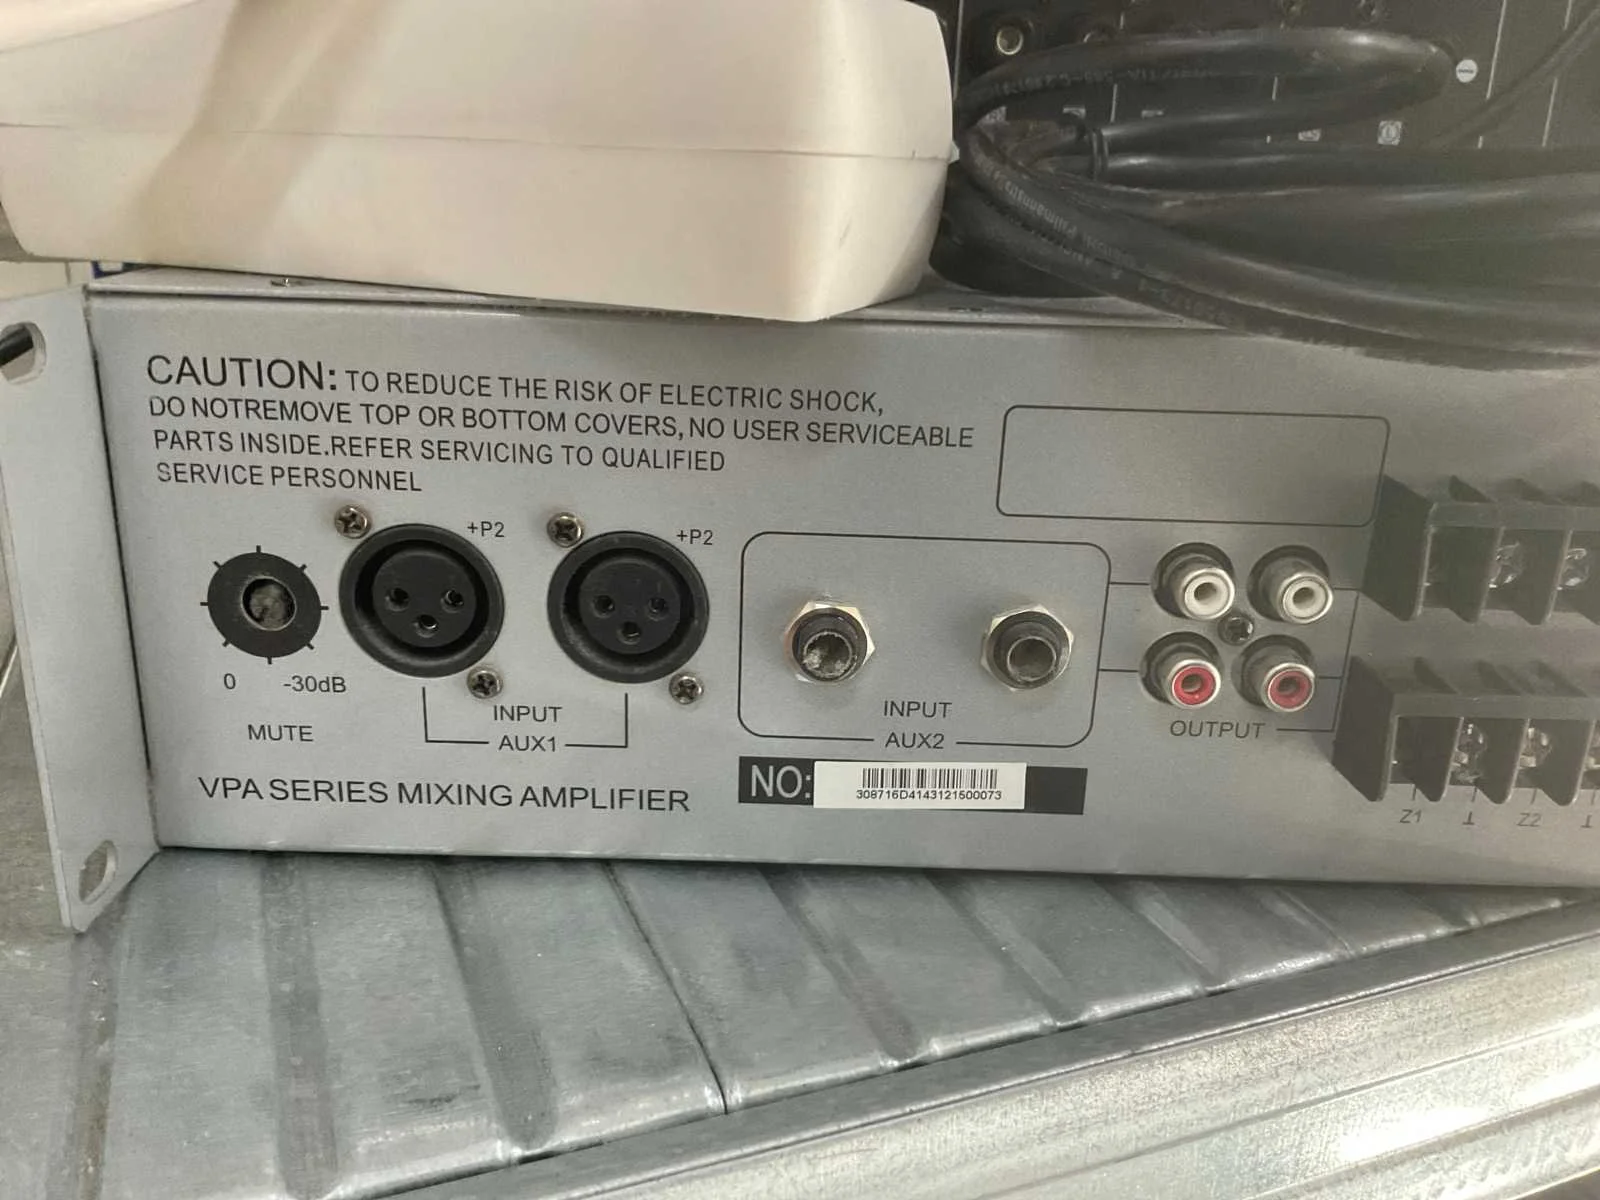 CAUTION: TO REDUCE THE RISK OF ELECTRIC SHOCK,
DO NOTREMOVE TOP OR BOTTOM COVERS, NO USER SERVICEABLE
PARTS INSIDE.REFER SERVICING TO QUALIFIED
SERVICE PERSONNEL
+P2
+P2
0 -30dB
MUTE
INPUT
AUX1
INPUT
AUX2
OUTPUT
VPA SERIES MIXING AMPLIFIER
NO:
308716D4143121500073
Z1 ⊥ Z2 ⊥